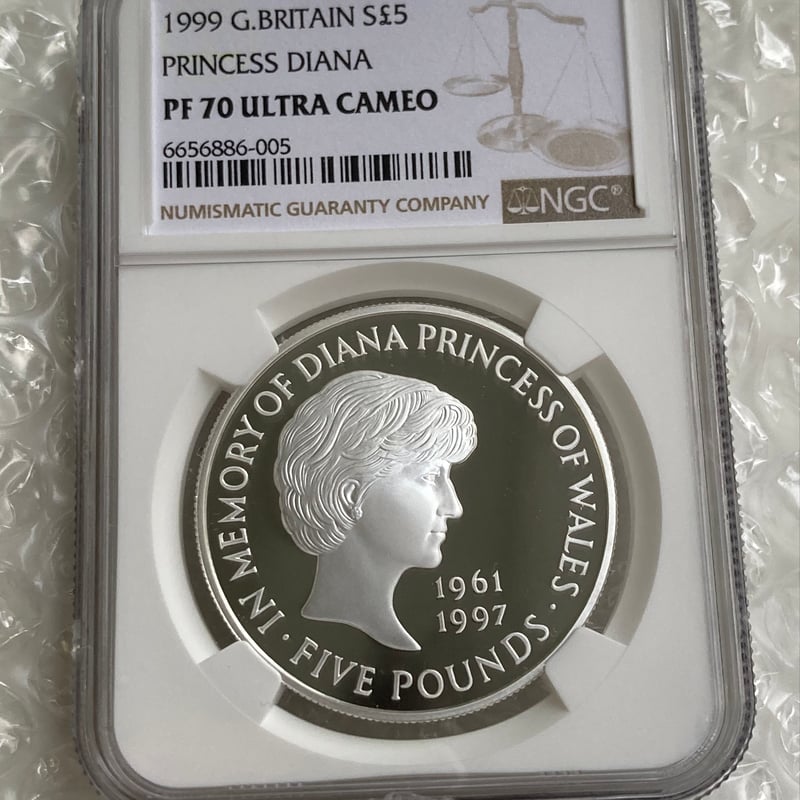 1999 G.BRITAIN S£5
PRINCESS DIANA
PF 70 ULTRA CAMEO
6656886-005
NUMISMATIC GUARANTY COMPANY
NGC®
IN MEMORY OF DIANA PRINCESS OF WALES ·
1961
1997
· FIVE POUNDS